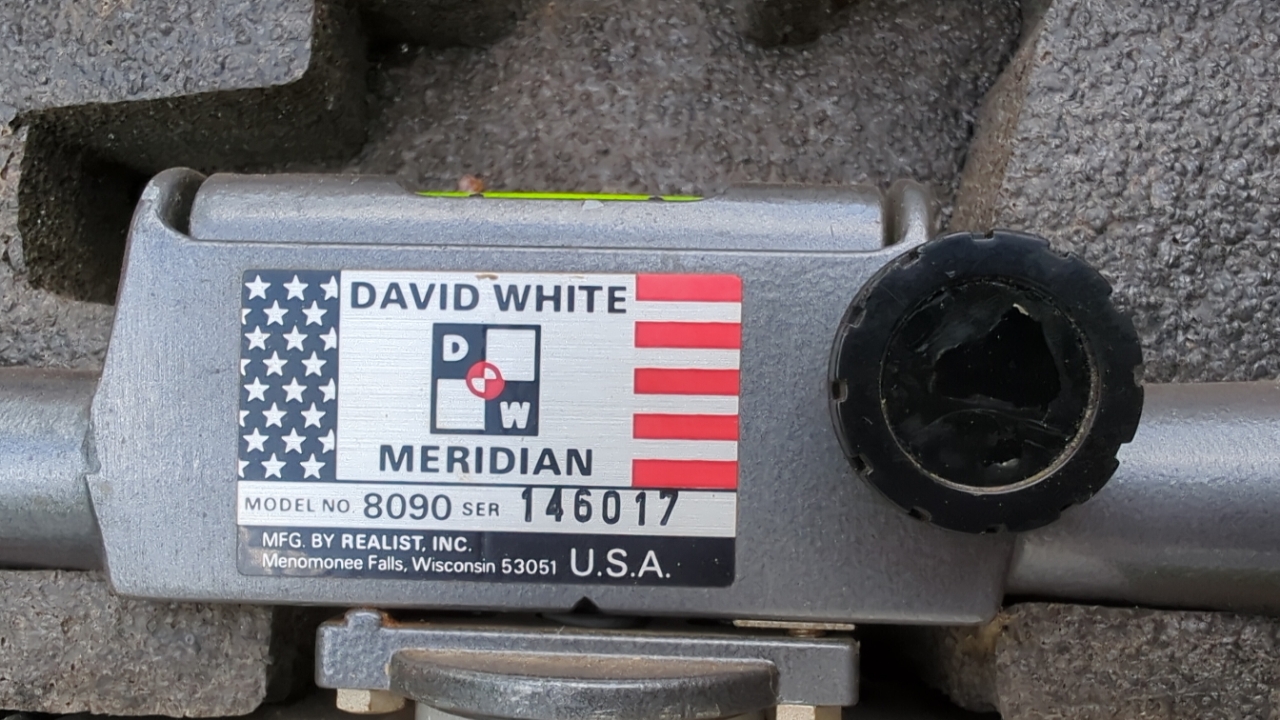 DAVID WHITE
D
W
MERIDIAN
MODEL NO. 8090 SER 146017
MFG. BY REALIST, INC.
Menomonee Falls, Wisconsin 53051 U.S.A.